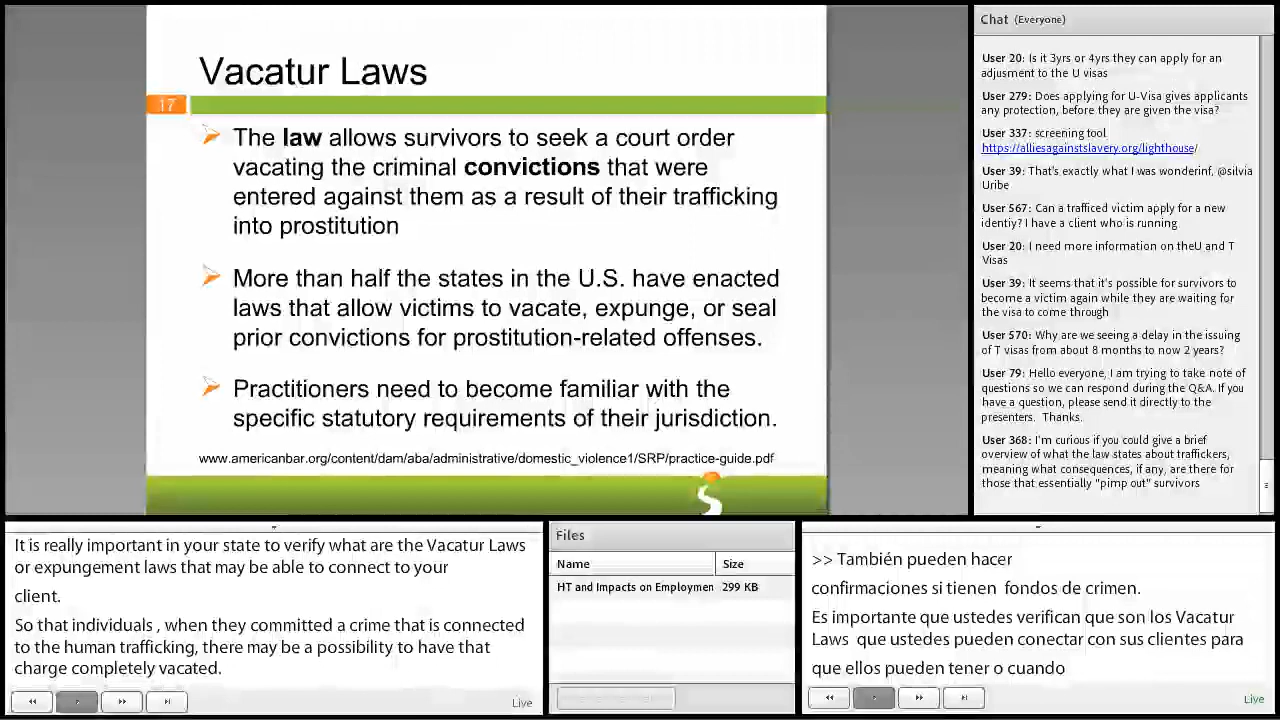 Vacatur Laws
17
The law allows survivors to seek a court order
vacating the criminal convictions that were
entered against them as a result of their trafficking
into prostitution
More than half the states in the U.S. have enacted
laws that allow victims to vacate, expunge, or seal
prior convictions for prostitution-related offenses.
Practitioners need to become familiar with the
specific statutory requirements of their jurisdiction.
www.americanbar.org/content/dam/aba/administrative/domestic_violence1/SRP/practice-guide.pdf
Chat (Everyone)
User 20: Is it 3yrs or 4yrs they can apply for an
adjusment to the U visas
User 279: Does applying for U-Visa gives applicants
any protection, before they are given the visa?
User 337: screening tool
https://alliesagainstslavery.org/lighthouse/
User 39: That's exactly what I was wonderinf, @silvia
Uribe
User 567: Can a trafficed victim apply for a new
identiy? I have a client who is running
User 20: I need more information on theU and T
Visas
User 39: It seems that it's possible for survivors to
become a victim again while they are waiting for
the visa to come through
User 570: Why are we seeing a delay in the issuing
of T visas from about 8 months to now 2 years?
User 79: Hello everyone, I am trying to take note of
questions so we can respond during the Q&A. If you
have a question, please send it directly to the
presenters. Thanks.
User 368: I'm curious if you could give a brief
overview of what the law states about traffickers,
meaning what consequences, if any, are there for
those that essentially "pimp out" survivors
It is really important in your state to verify what are the Vacatur Laws
or expungement laws that may be able to connect to your
client.
So that individuals , when they committed a crime that is connected
to the human trafficking, there may be a possibility to have that
charge completely vacated.
Live
Files
Name Size
HT and Impacts on Employmen 299 KB
>> También pueden hacer
confirmaciones si tienen fondos de crimen.
Es importante que ustedes verifican que son los Vacatur
Laws que ustedes pueden conectar con sus clientes para
que ellos pueden tener o cuando
Live